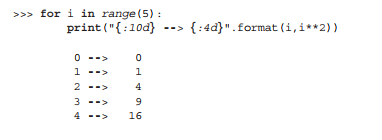 >>> for i in range(5):
        print("{:10d} --> {:4d}".format(i,i**2))
         0 -->    0
         1 -->    1
         2 -->    4
         3 -->    9
         4 -->   16